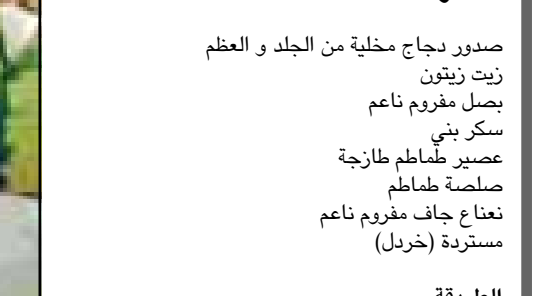 صدور دجاج مخلية من الجلد و العظم
زيت زيتون
بصل مفروم ناعم
سكر بني
عصير طماطم طازجة
صلصة طماطم
نعناع جاف مفروم ناعم
مستردة (خردل)